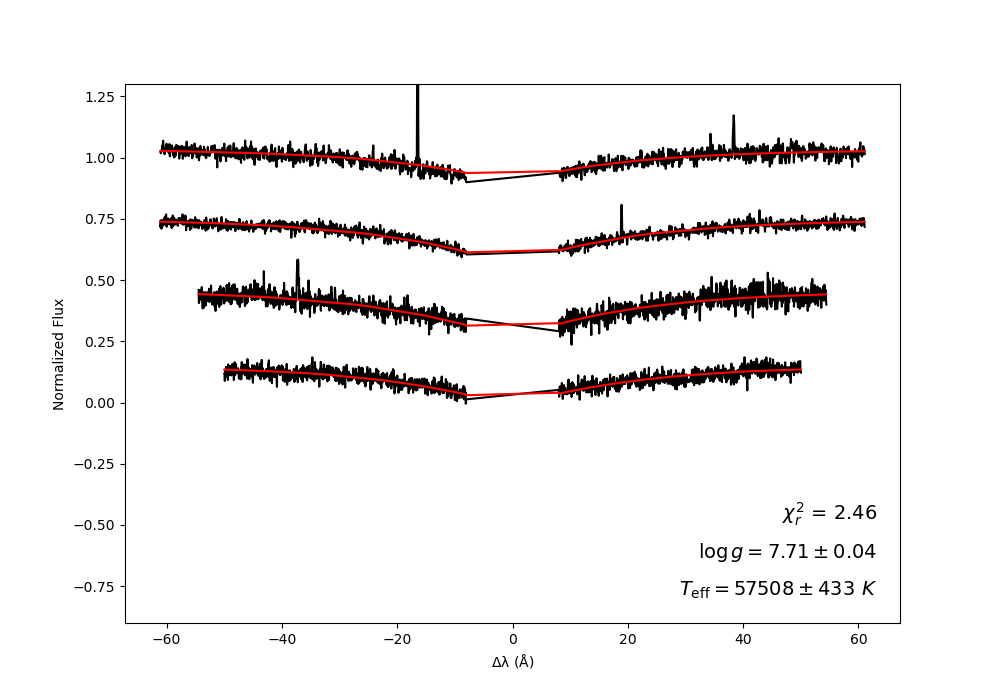 1.25
1.00
0.75
0.50
0.25
0.00
−0.25
−0.50
−0.75
Normalized Flux
χ²ᵣ = 2.46
log g = 7.71 ± 0.04
T_eff = 57508 ± 433 K
−60 −40 −20 0 20 40 60
Δλ (Å)